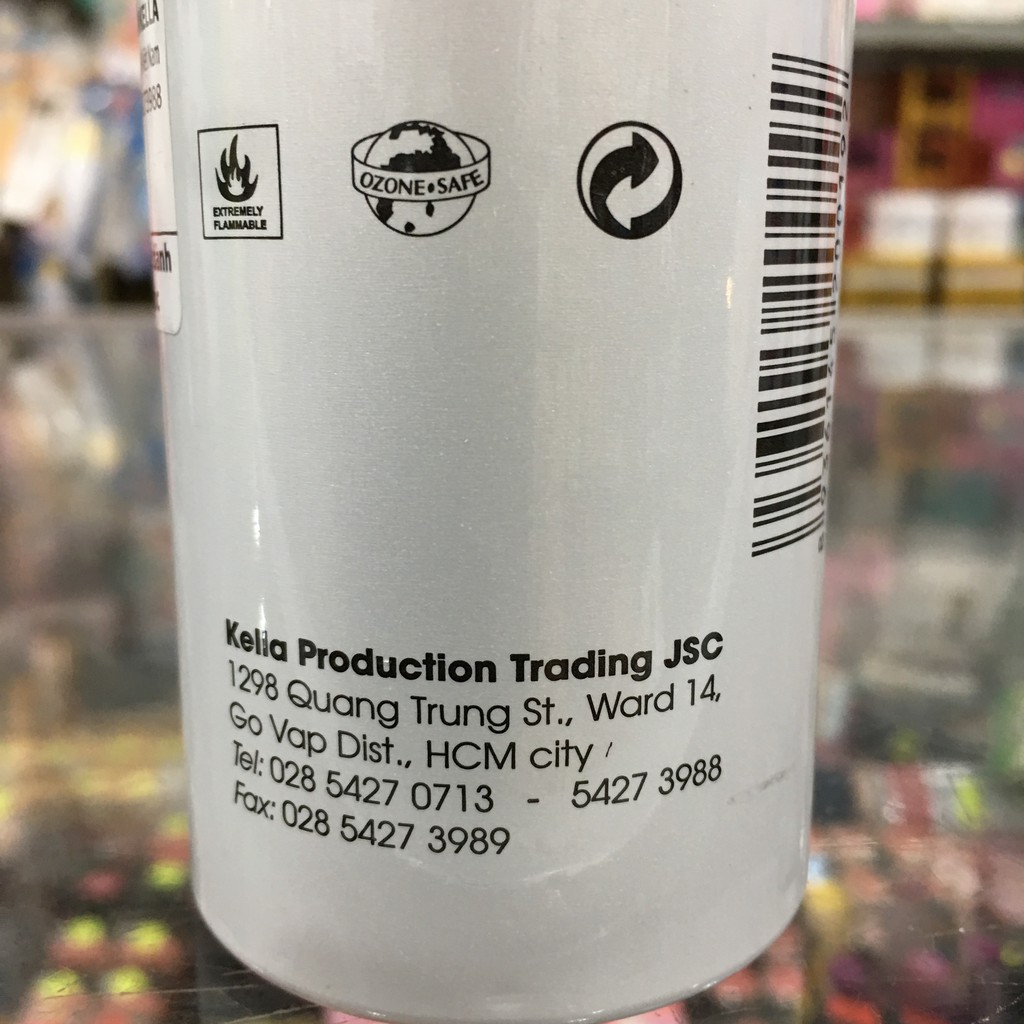 EXTREMELY
FLAMMABLE
OZONE•SAFE
Kelia Production Trading JSC
1298 Quang Trung St., Ward 14,
Go Vap Dist., HCM city
Tel: 028 5427 0713 - 5427 3988
Fax: 028 5427 3989